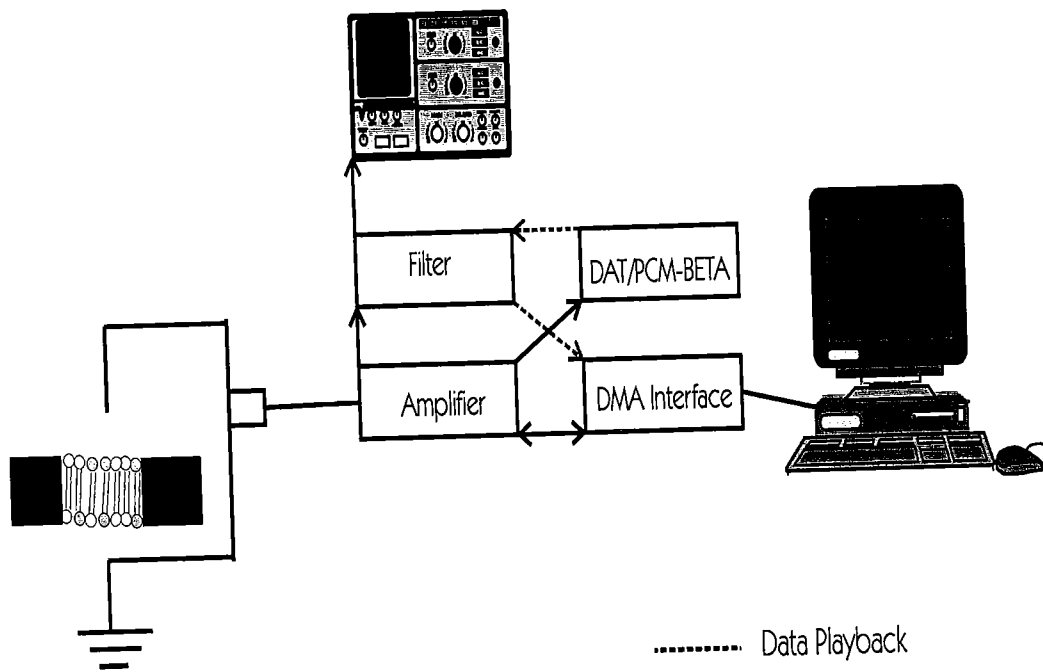 Filter
DAT/PCM-BETA
Amplifier
DMA Interface
Data Playback